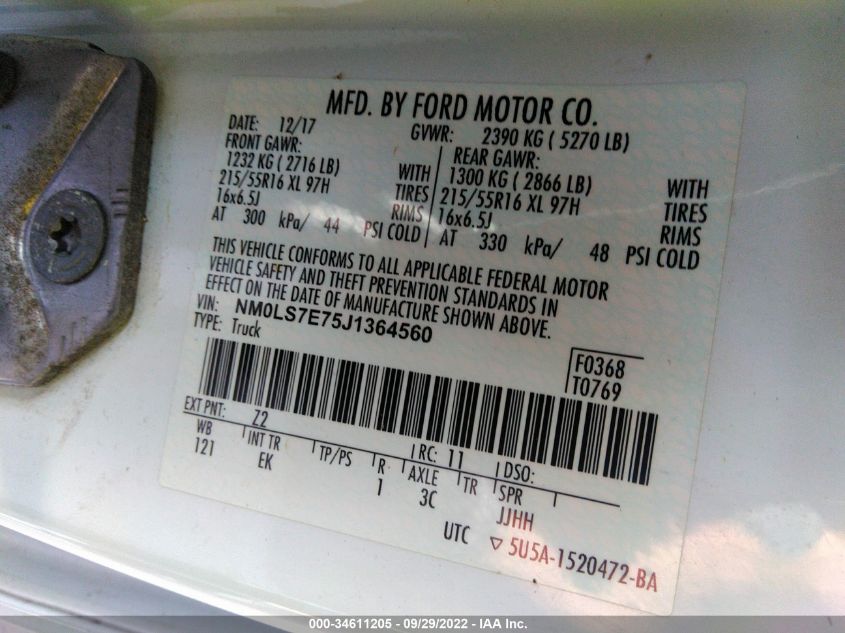 MFD. BY FORD MOTOR CO.
DATE: 12/17 GVWR: 2390 KG ( 5270 LB)
FRONT GAWR: REAR GAWR:
1232 KG ( 2716 LB) WITH 1300 KG ( 2866 LB) WITH
215/55R16 XL 97H TIRES 215/55R16 XL 97H TIRES
16x6.5J RIMS 16x6.5J RIMS
AT 300 kPa/ 44 PSI COLD AT 330 kPa/ 48 PSI COLD
THIS VEHICLE CONFORMS TO ALL APPLICABLE FEDERAL MOTOR
VEHICLE SAFETY AND THEFT PREVENTION STANDARDS IN
EFFECT ON THE DATE OF MANUFACTURE SHOWN ABOVE.
VIN: NM0LS7E75J1364560
TYPE: Truck
F0368
T0769
EXT PNT: Z2 RC: 11 DSO:
WB INT TR TP/PS R AXLE TR SPR
121 EK 1 3C JJHH
UTC ▽ 5U5A-1520472-BA
000-34611205 - 09/29/2022 - IAA Inc.